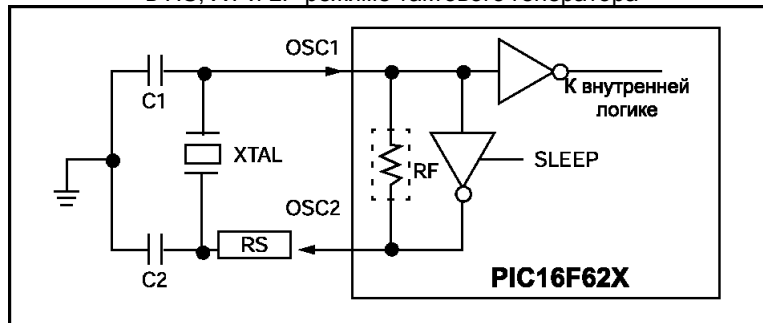 OSC1
C1
К внутренней
логике
XTAL
RF
SLEEP
OSC2
RS
C2
PIC16F62X